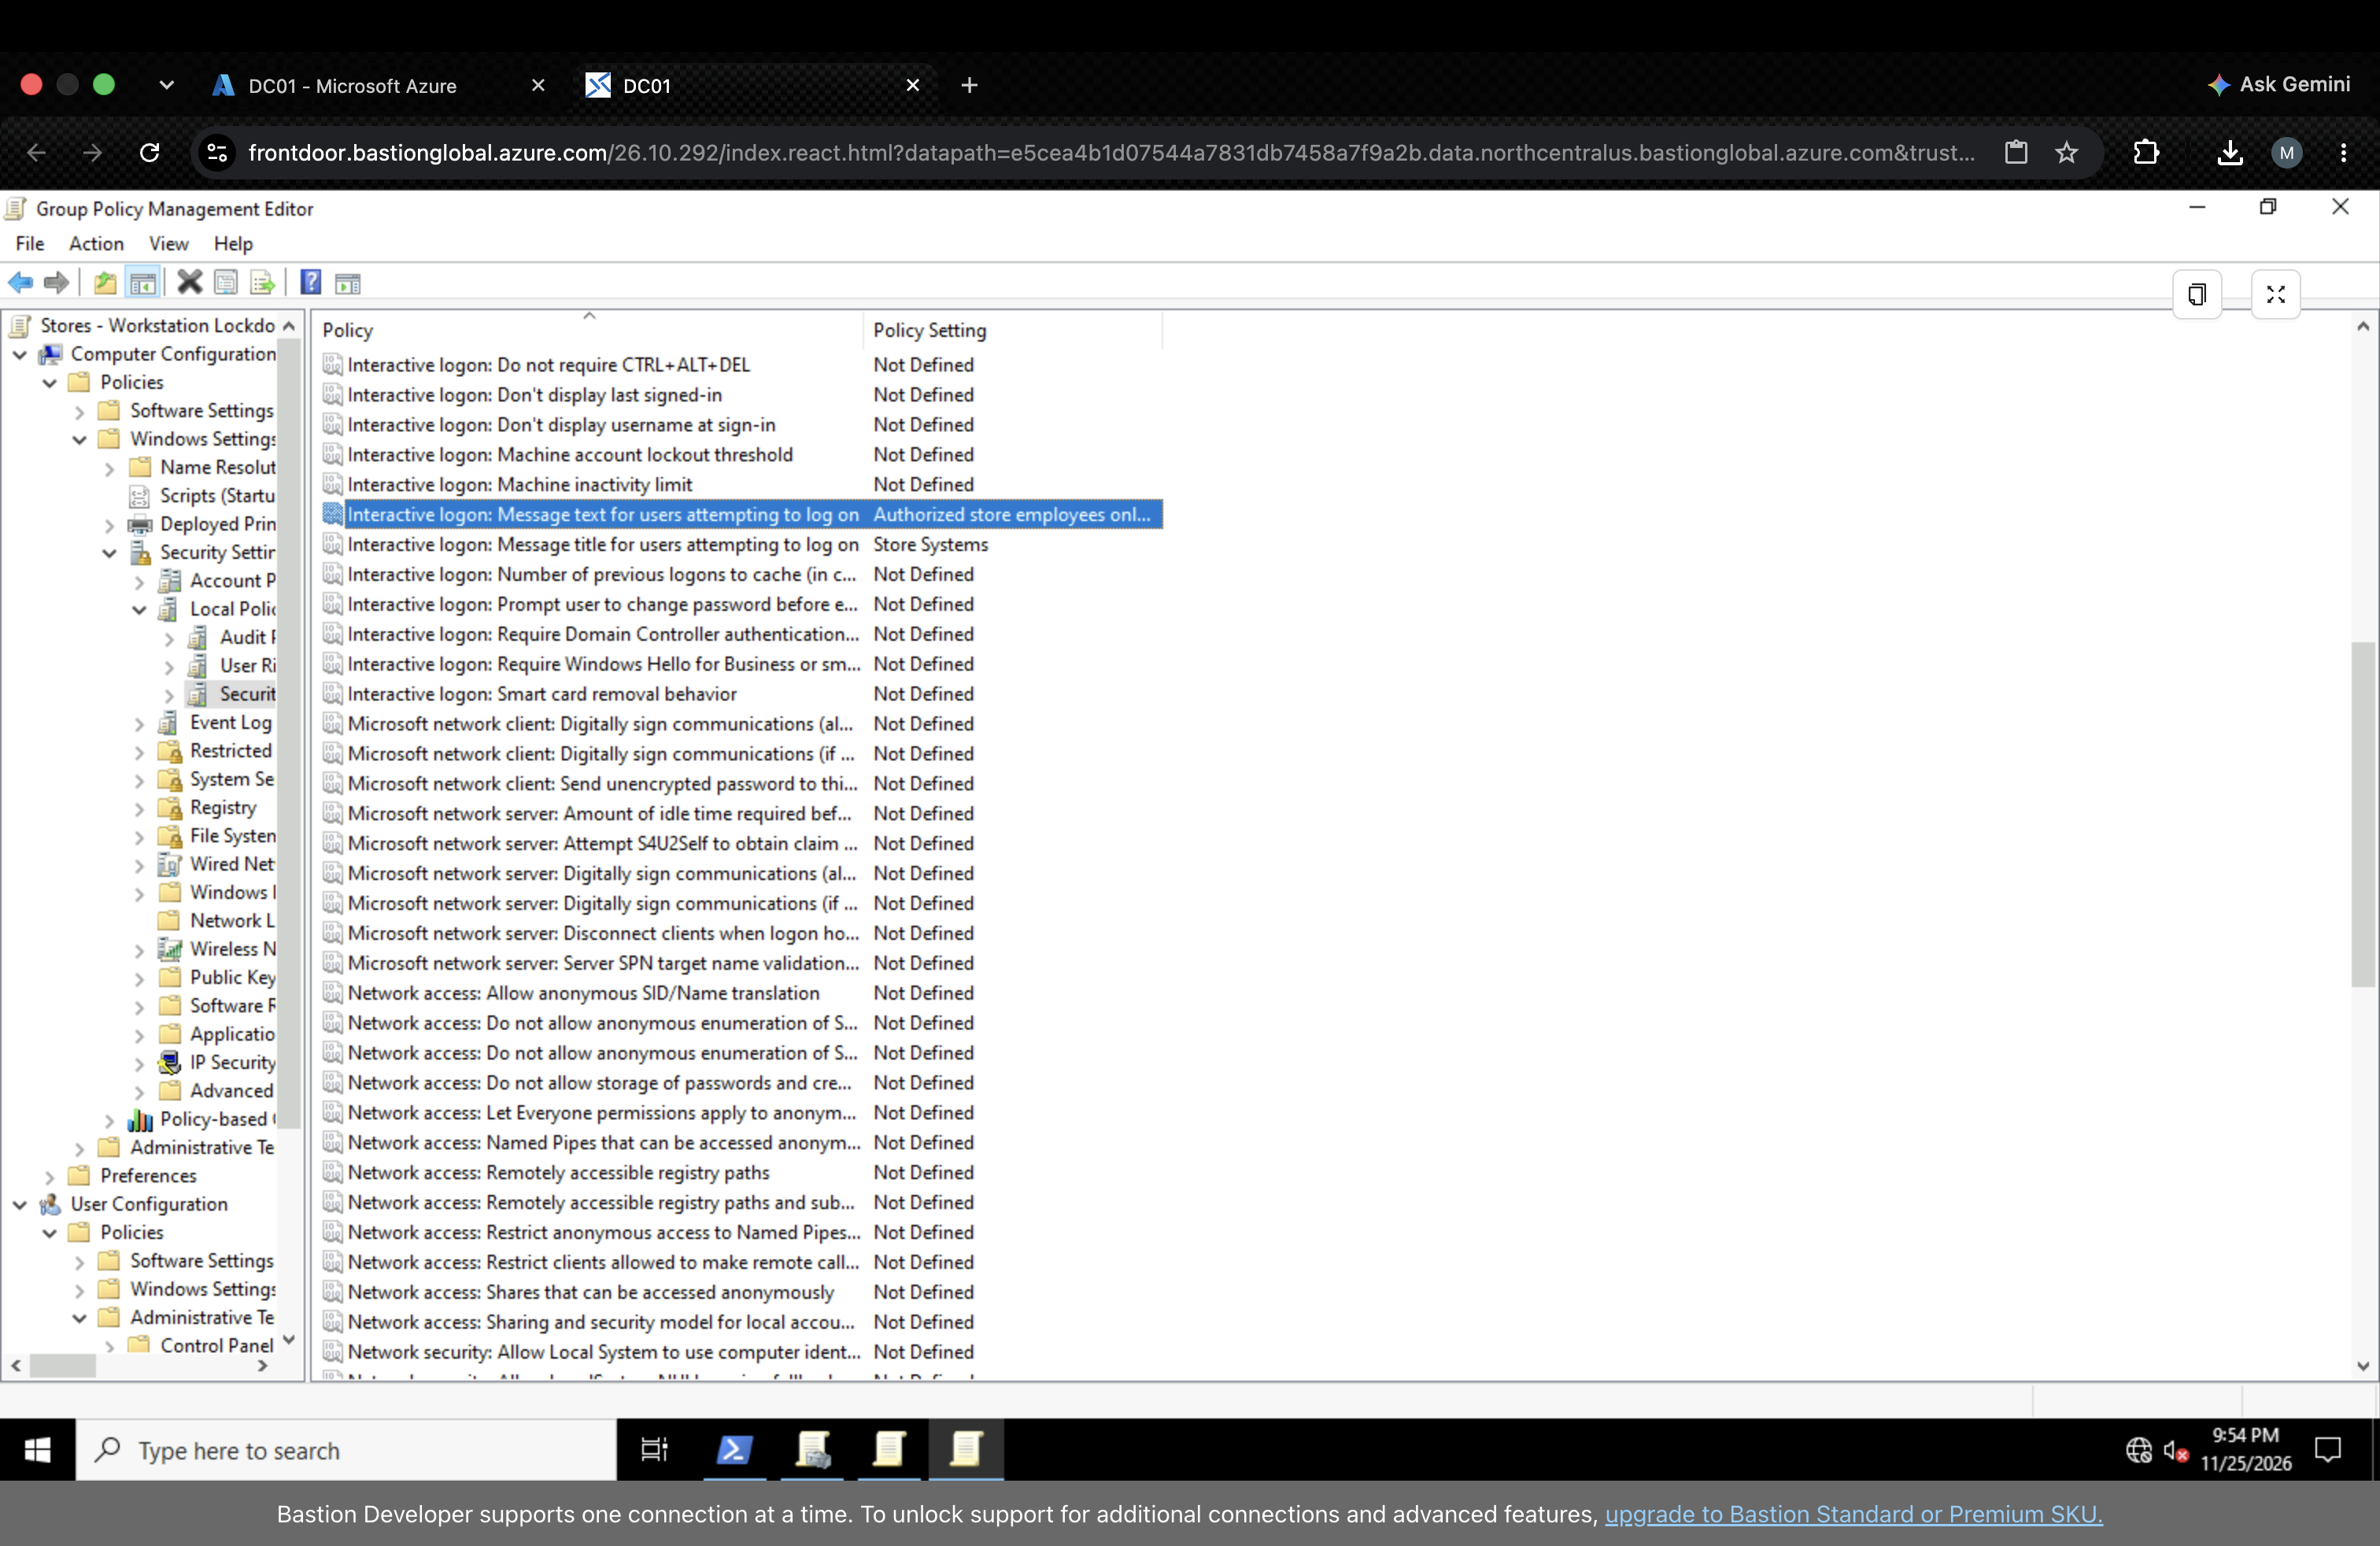 DC01 - Microsoft Azure
DC01
Ask Gemini
frontdoor.bastionglobal.azure.com/26.10.292/index.react.html?datapath=e5cea4b1d07544a7831db7458a7f9a2b.data.northcentralus.bastionglobal.azure.com&trust...
M
Group Policy Management Editor
File Action View Help
Stores - Workstation Lockdo
Computer Configuration
Policies
Software Settings
Windows Settings
Name Resolut
Scripts (Startu
Deployed Prin
Security Settin
Account P
Local Polic
Audit P
User Ri
Securit
Event Log
Restricted
System Se
Registry
File System
Wired Net
Windows
Network L
Wireless N
Public Key
Software R
Applicatio
IP Security
Advanced
Policy-based
Administrative Te
Preferences
User Configuration
Policies
Software Settings
Windows Settings
Administrative Te
Control Panel
Policy Policy Setting
Interactive logon: Do not require CTRL+ALT+DEL Not Defined
Interactive logon: Don't display last signed-in Not Defined
Interactive logon: Don't display username at sign-in Not Defined
Interactive logon: Machine account lockout threshold Not Defined
Interactive logon: Machine inactivity limit Not Defined
Interactive logon: Message text for users attempting to log on Authorized store employees onl...
Interactive logon: Message title for users attempting to log on Store Systems
Interactive logon: Number of previous logons to cache (in c... Not Defined
Interactive logon: Prompt user to change password before e... Not Defined
Interactive logon: Require Domain Controller authentication... Not Defined
Interactive logon: Require Windows Hello for Business or sm... Not Defined
Interactive logon: Smart card removal behavior Not Defined
Microsoft network client: Digitally sign communications (al... Not Defined
Microsoft network client: Digitally sign communications (if ... Not Defined
Microsoft network client: Send unencrypted password to thi... Not Defined
Microsoft network server: Amount of idle time required bef... Not Defined
Microsoft network server: Attempt S4U2Self to obtain claim ... Not Defined
Microsoft network server: Digitally sign communications (al... Not Defined
Microsoft network server: Digitally sign communications (if ... Not Defined
Microsoft network server: Disconnect clients when logon ho... Not Defined
Microsoft network server: Server SPN target name validation... Not Defined
Network access: Allow anonymous SID/Name translation Not Defined
Network access: Do not allow anonymous enumeration of S... Not Defined
Network access: Do not allow anonymous enumeration of S... Not Defined
Network access: Do not allow storage of passwords and cre... Not Defined
Network access: Let Everyone permissions apply to anonym... Not Defined
Network access: Named Pipes that can be accessed anonym... Not Defined
Network access: Remotely accessible registry paths Not Defined
Network access: Remotely accessible registry paths and sub... Not Defined
Network access: Restrict anonymous access to Named Pipes... Not Defined
Network access: Restrict clients allowed to make remote call... Not Defined
Network access: Shares that can be accessed anonymously Not Defined
Network access: Sharing and security model for local accou... Not Defined
Network security: Allow Local System to use computer ident... Not Defined
Type here to search
9:54 PM
11/25/2026
Bastion Developer supports one connection at a time. To unlock support for additional connections and advanced features, upgrade to Bastion Standard or Premium SKU.